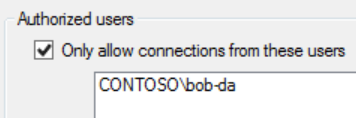 Authorized users
Only allow connections from these users
CONTOSO\bob-da